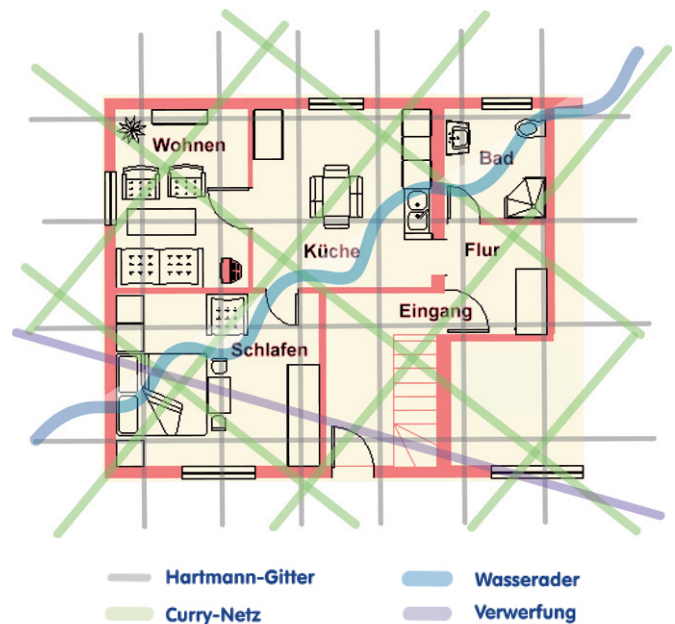 Wohnen
Bad
Küche
Flur
Eingang
Schlafen
Hartmann-Gitter
Wasserader
Curry-Netz
Verwerfung